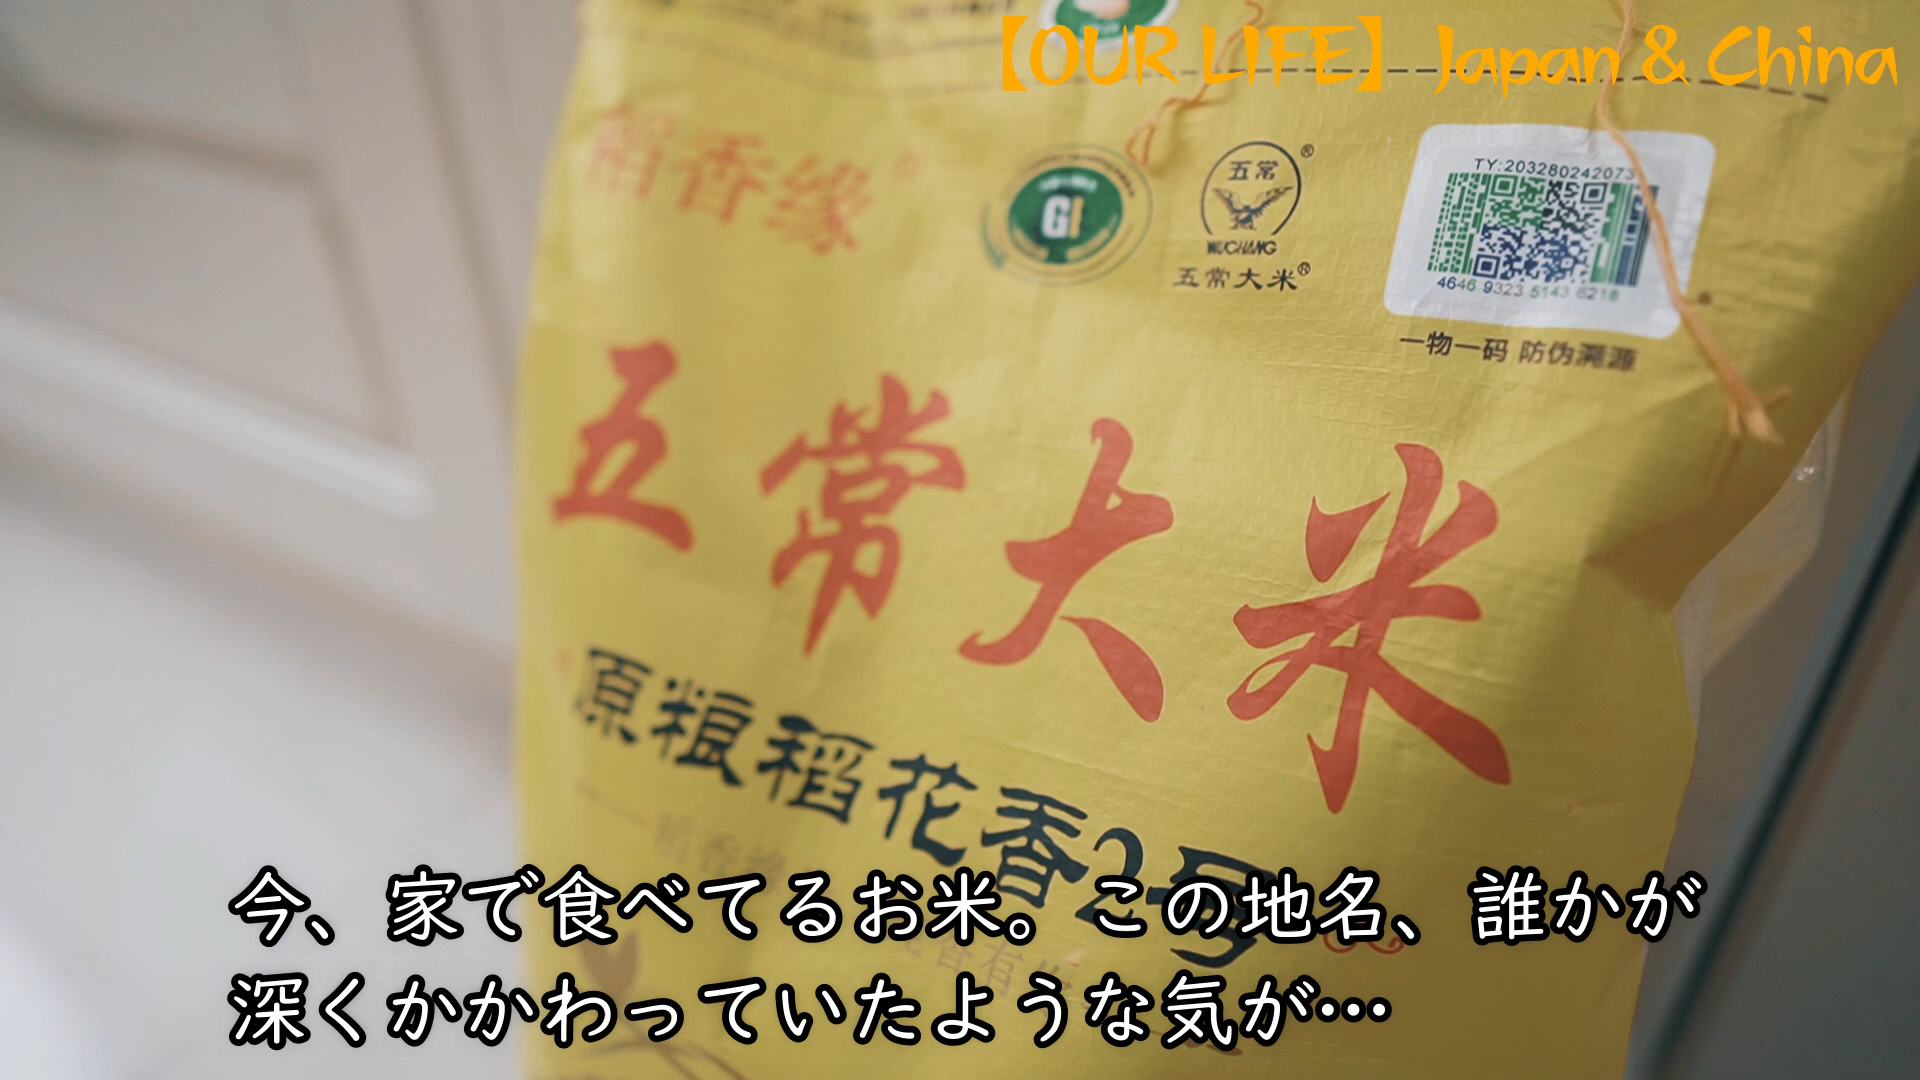 【OUR LIFE】 Japan & China
稻香缘
GI
五常
WUCHANG
五常大米®
TY:20328024207
4646 9323 5143 6218
一物一码 防伪溯源
五常大米
原粮稻花香2号
今、家で食べてるお米。この地名、誰かが
深くかかわっていたような気が…